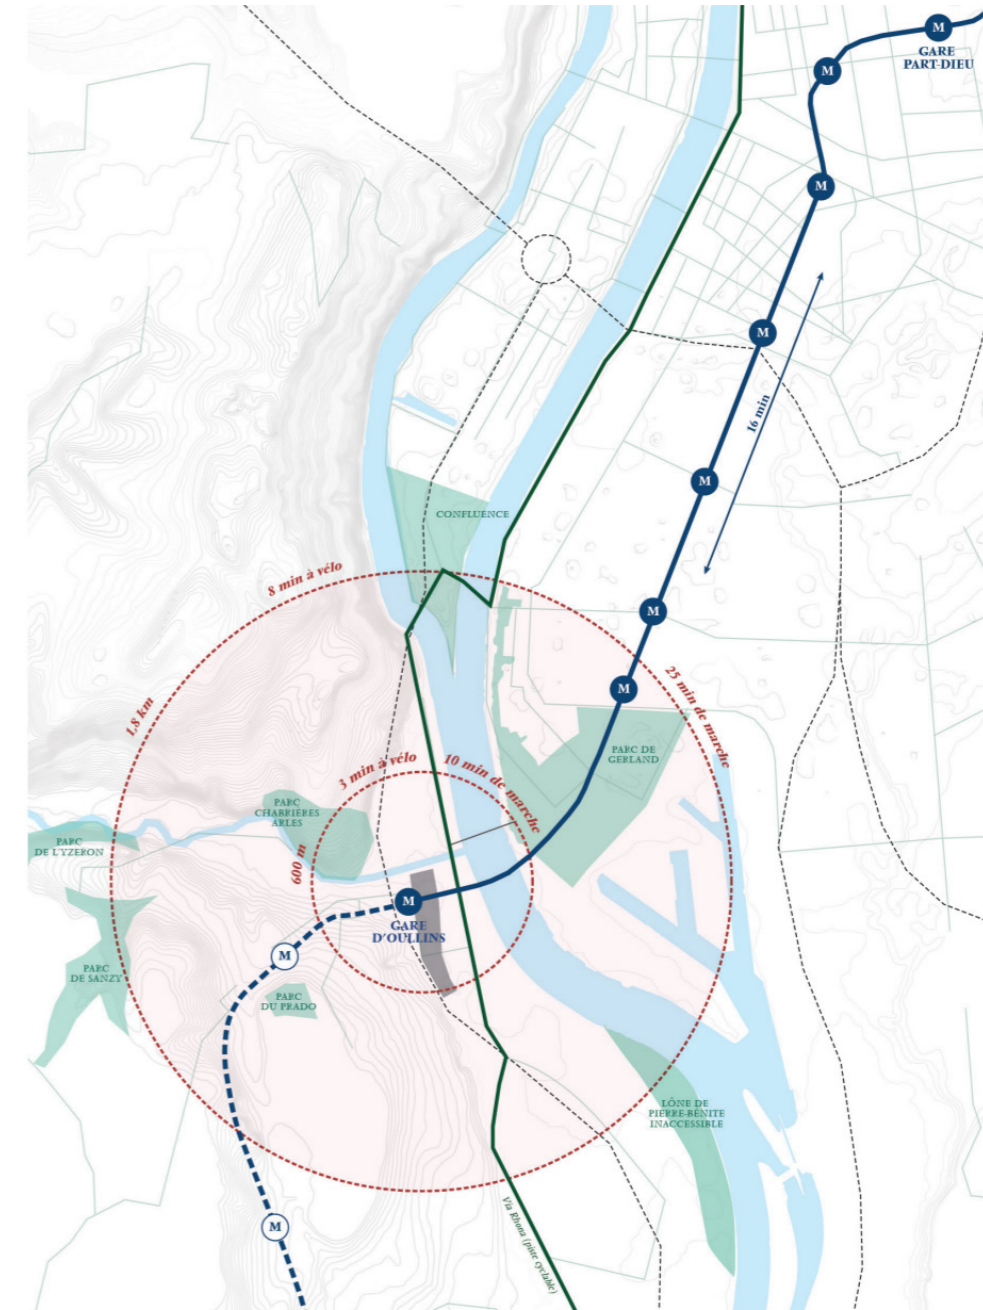 M
GARE
PART-DIEU
M
M
M
16 min
M
CONFLUENCE
8 min à vélo
M
M
25 min de marche
1,8 km
PARC DE
GERLAND
3 min à vélo
10 min de marche
PARC
CHABRIÈRES
ARLES
PARC
DE L'YZERON
600 m
M
GARE
D'OULLINS
M
PARC
DE SANZY
PARC
DU PRADO
LÔNE DE
PIERRE-BÉNITE
INACCESSIBLE
M
Via Rhona (piste cyclable)